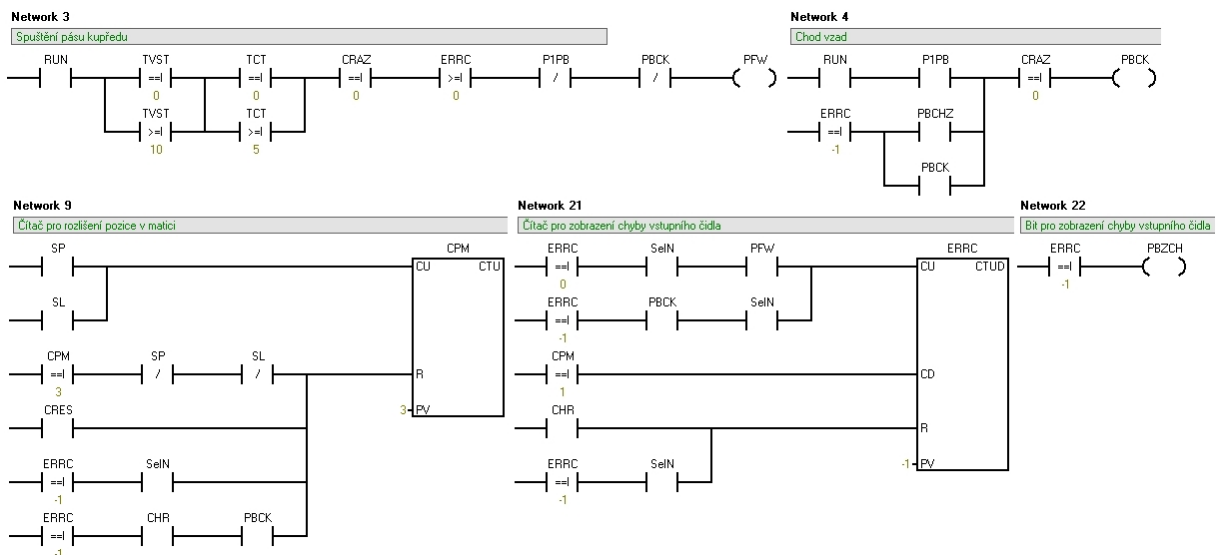 Network 3
Spuštění pásu kupředu
RUN TVST TCT CRAZ ERRC P1PB PBCK PFW
==I ==I ==I >=I / /
0 0 0 0
TVST TCT
>=I >=I
10 5
Network 4
Chod vzad
RUN P1PB CRAZ PBCK
==I
0
ERRC PBCHZ
==I
-1
PBCK
Network 9
Čítač pro rozlišení pozice v matici
SP CPM
CU CTU
SL
CPM SP SL
==I / / R
3
3 PV
CRES
ERRC SeIN
==I
-1
ERRC CHR PBCK
==I
-1
Network 21
Čítač pro zobrazení chyby vstupního čidla
ERRC SeIN PFW ERRC
==I CU CTUD
0
ERRC PBCK SeIN
==I
-1
CPM
==I CD
1
CHR
R
ERRC SeIN
==I -1 PV
-1
Network 22
Bit pro zobrazení chyby vstupního čidla
ERRC PBZCH
==I
-1